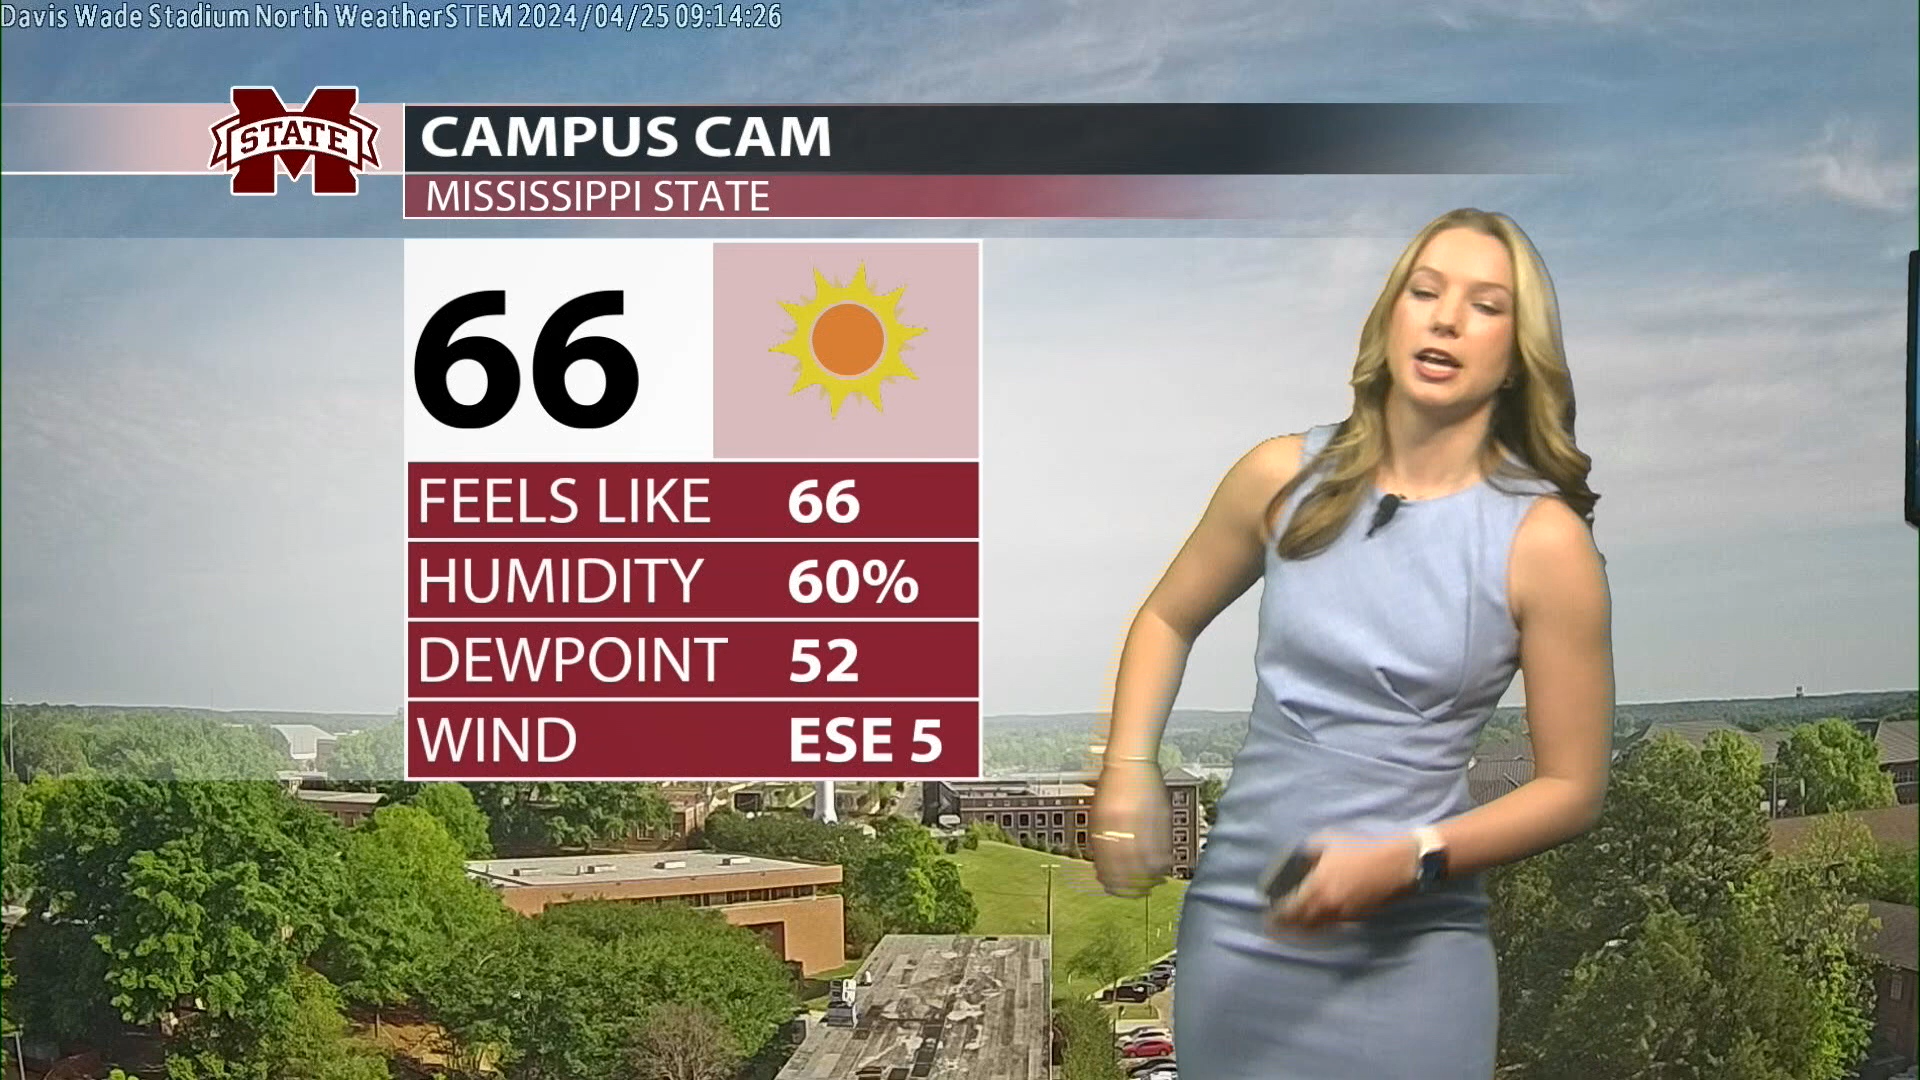 Davis Wade Stadium North WeatherSTEM 2024/04/25 09:14:26
STATE
CAMPUS CAM
MISSISSIPPI STATE
66
FEELS LIKE 66
HUMIDITY 60%
DEWPOINT 52
WIND ESE 5